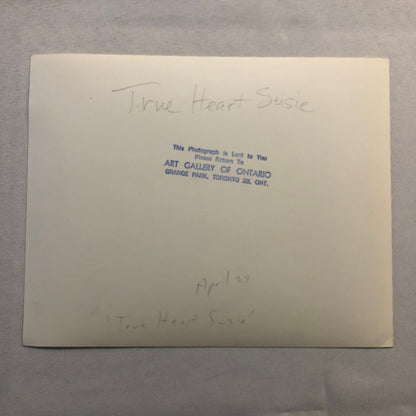 True Heart Susie
This Photograph is Lent to You
Please Return To
ART GALLERY OF ONTARIO
GRANGE PARK, TORONTO 2B, ONT.
April 24
'True Heart Susie'